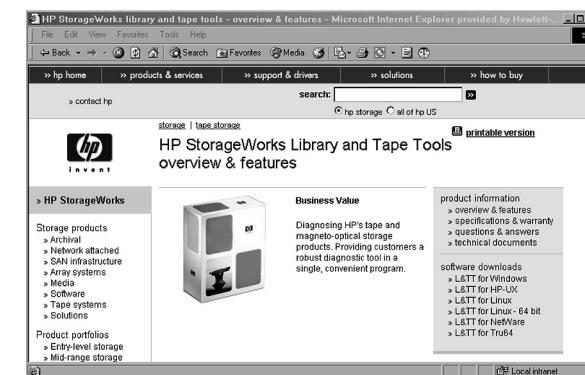 HP StorageWorks library and tape tools - overview & features - Microsoft Internet Explorer provided by Hewlett-...
File Edit View Favorites Tools Help
Back Search Favorites Media
» hp home » products & services » support & drivers » solutions » how to buy
» contact hp
search:
hp storage all of hp US
storage | tape storage
printable version
HP StorageWorks Library and Tape Tools
overview & features
hp
invent
» HP StorageWorks
Storage products
» Archival
» Network attached
» SAN infrastructure
» Array systems
» Media
» Software
» Tape systems
» Solutions
Product portfolios
» Entry-level storage
» Mid-range storage
Business Value
Diagnosing HP's tape and
magneto-optical storage
products. Providing customers a
robust diagnostic tool in a
single, convenient program.
product information
» overview & features
» specifications & warranty
» questions & answers
» technical documents
software downloads
» L&TT for Windows
» L&TT for HP-UX
» L&TT for Linux
» L&TT for Linux - 64 bit
» L&TT for NetWare
» L&TT for Tru64
Local intranet